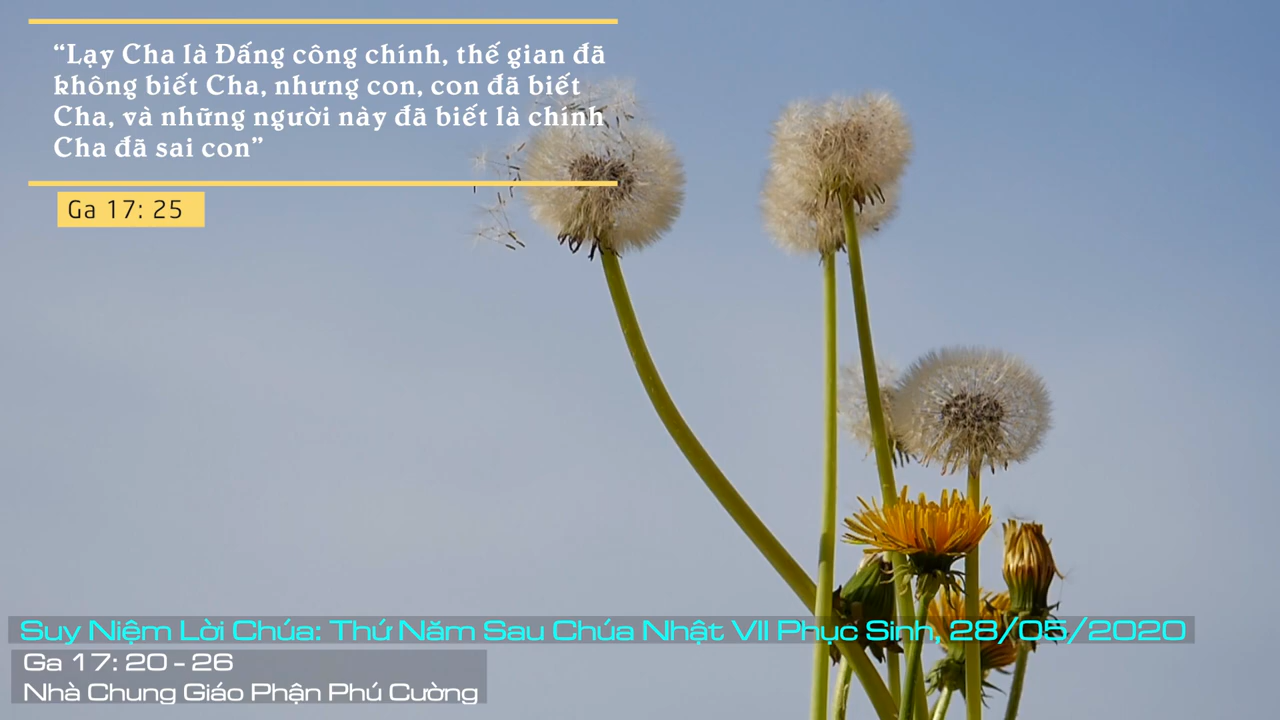 “Lạy Cha là Đấng công chính, thế gian đã
không biết Cha, nhưng con, con đã biết
Cha, và những người này đã biết là chính
Cha đã sai con”
Ga 17: 25
Suy Niệm Lời Chúa: Thứ Năm Sau Chúa Nhật VII Phục Sinh, 28/05/2020
Ga 17: 20 - 26
Nhà Chung Giáo Phận Phú Cường